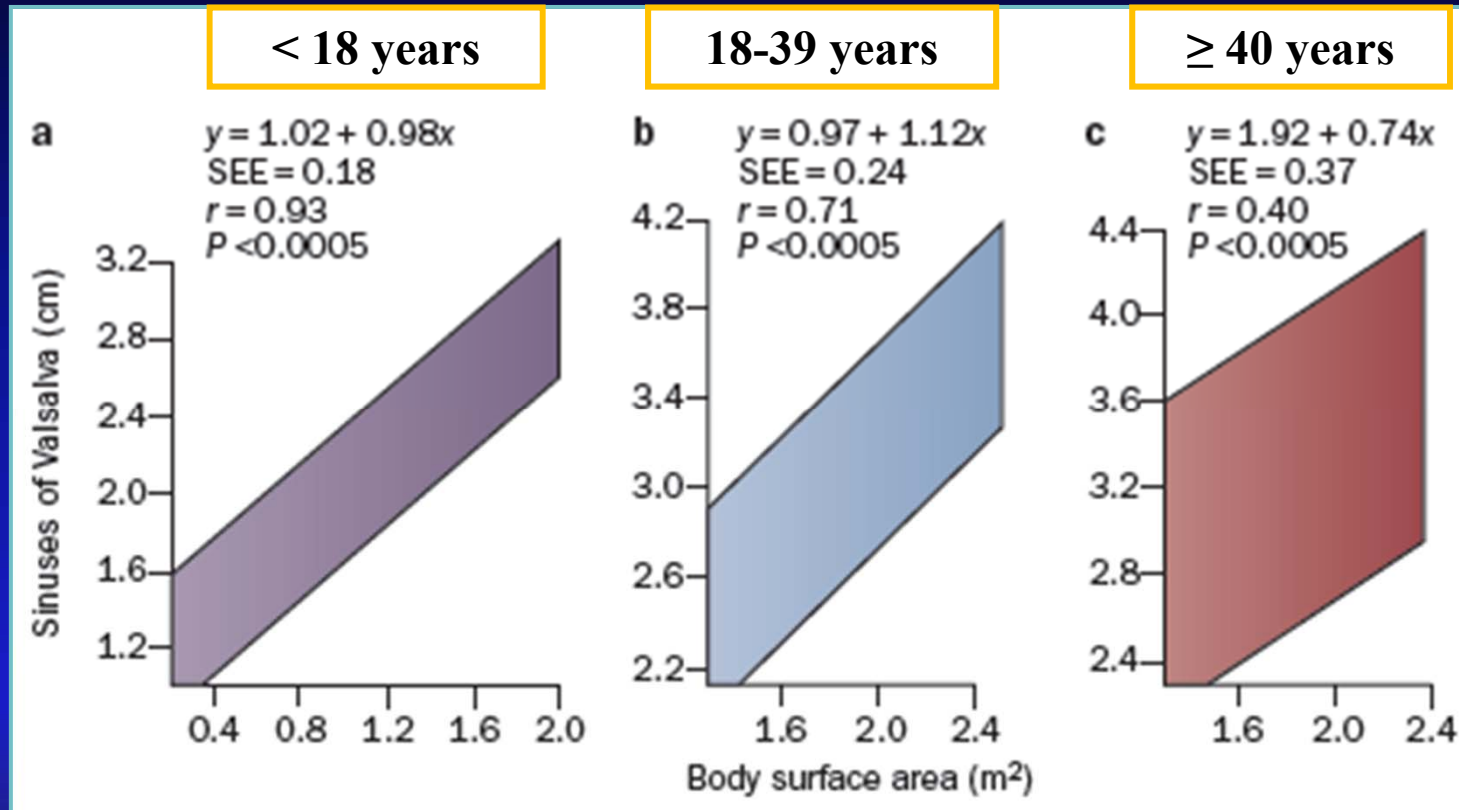 < 18 years
18-39 years
≥ 40 years
a
y = 1.02 + 0.98x
SEE = 0.18
r = 0.93
P <0.0005
b
y = 0.97 + 1.12x
SEE = 0.24
r = 0.71
P <0.0005
c
y = 1.92 + 0.74x
SEE = 0.37
r = 0.40
P <0.0005
Sinuses of Valsalva (cm)
3.2
2.8
2.4
2.0
1.6
1.2
0.4 0.8 1.2 1.6 2.0
4.2
3.8
3.4
3.0
2.6
2.2
1.6 2.0 2.4
4.4
4.0
3.6
3.2
2.8
2.4
1.6 2.0 2.4
Body surface area (m²)